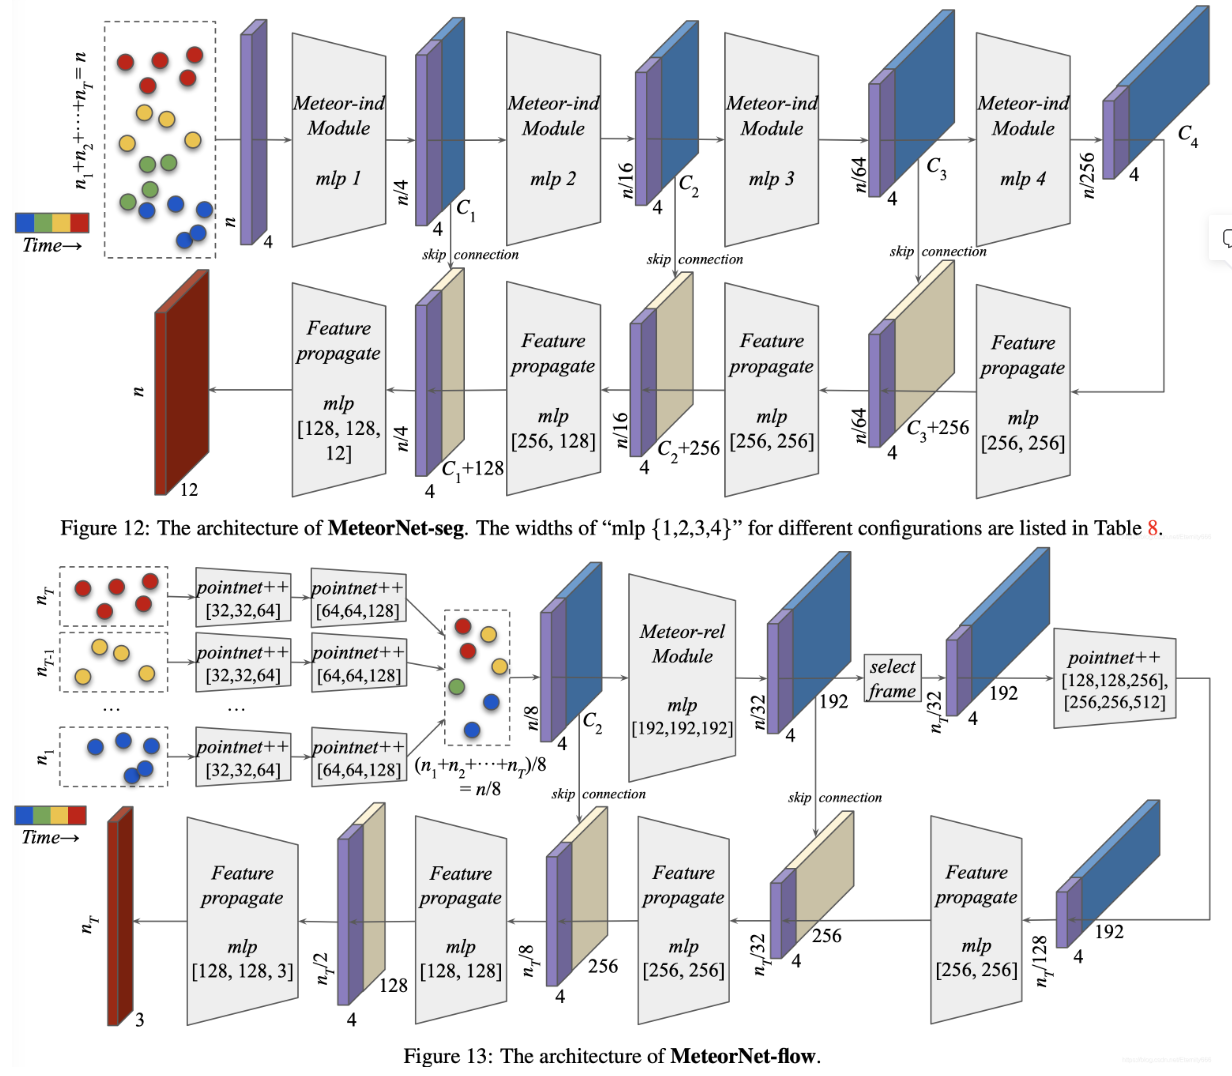 n1+n2+⋯+nT= n
Time→
n
4
Meteor-ind
Module
mlp 1
n/4
4
C1
Meteor-ind
Module
mlp 2
n/16
4
C2
Meteor-ind
Module
mlp 3
n/64
4
C3
Meteor-ind
Module
mlp 4
n/256
4
C4
skip connection
skip connection
skip connection
n
12
Feature
propagate
mlp
[128, 128,
12]
n/4
4
C1+128
Feature
propagate
mlp
[256, 128]
n/16
4
C2+256
Feature
propagate
mlp
[256, 256]
n/64
4
C3+256
Feature
propagate
mlp
[256, 256]
Figure 12: The architecture of MeteorNet-seg. The widths of “mlp {1,2,3,4}” for different configurations are listed in Table 8.
nT
pointnet++
[32,32,64]
pointnet++
[64,64,128]
nT-1
pointnet++
[32,32,64]
pointnet++
[64,64,128]
...
...
n1
pointnet++
[32,32,64]
pointnet++
[64,64,128]
(n1+n2+⋯+nT)/8
= n/8
n/8
4
C2
Meteor-rel
Module
mlp
[192,192,192]
n/32
4
192
select
frame
nT/32
4
192
pointnet++
[128,128,256],
[256,256,512]
Time→
skip connection
skip connection
nT
3
Feature
propagate
mlp
[128, 128, 3]
nT/2
4
128
Feature
propagate
mlp
[128, 128]
nT/8
4
256
Feature
propagate
mlp
[256, 256]
nT/32
4
256
Feature
propagate
mlp
[256, 256]
nT/128
4
192
Figure 13: The architecture of MeteorNet-flow.